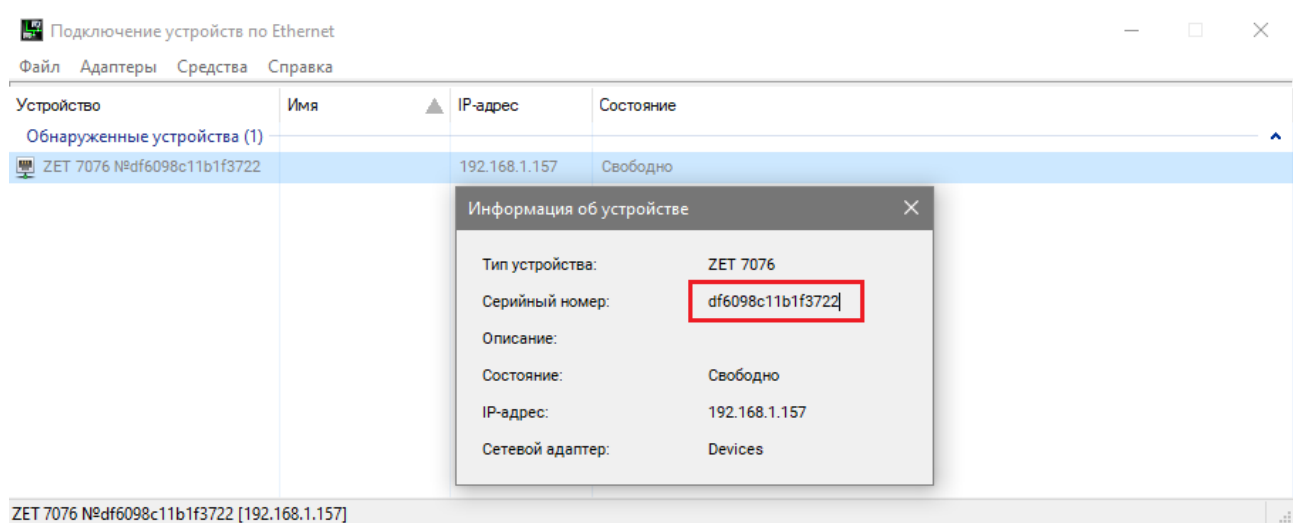 Подключение устройств по Ethernet
Файл Адаптеры Средства Справка
Устройство Имя IP-адрес Состояние
Обнаруженные устройства (1)
ZET 7076 №df6098c11b1f3722 192.168.1.157 Свободно
Информация об устройстве
Тип устройства: ZET 7076
Серийный номер: df6098c11b1f3722
Описание:
Состояние: Свободно
IP-адрес: 192.168.1.157
Сетевой адаптер: Devices
ZET 7076 №df6098c11b1f3722 [192.168.1.157]